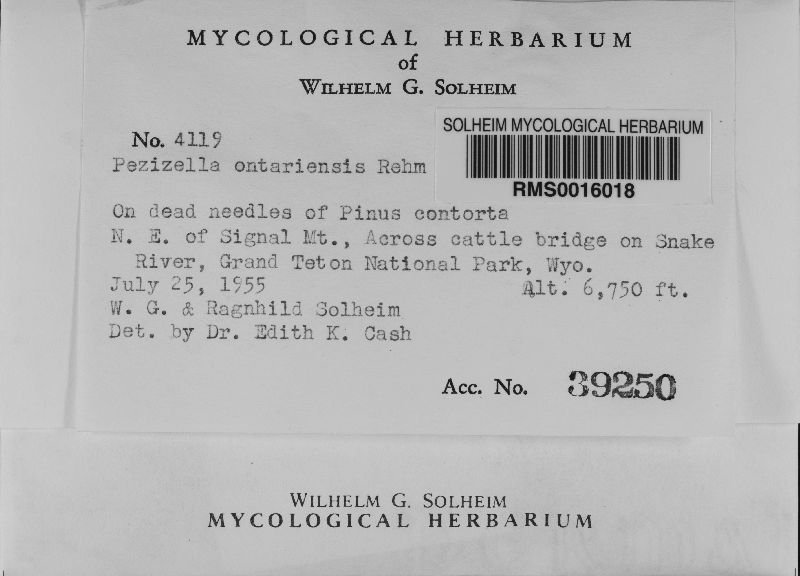 MYCOLOGICAL HERBARIUM
of
WILHELM G. SOLHEIM
SOLHEIM MYCOLOGICAL HERBARIUM
RMS0016018
No. 4119
Pezizella ontariensis Rehm
On dead needles of Pinus contorta
N. E. of Signal Mt., Across cattle bridge on Snake
River, Grand Teton National Park, Wyo.
July 25, 1955 Alt. 6,750 ft.
W. G. & Ragnhild Solheim
Det. by Dr. Edith K. Cash
Acc. No. 39250
WILHELM G. SOLHEIM
MYCOLOGICAL HERBARIUM